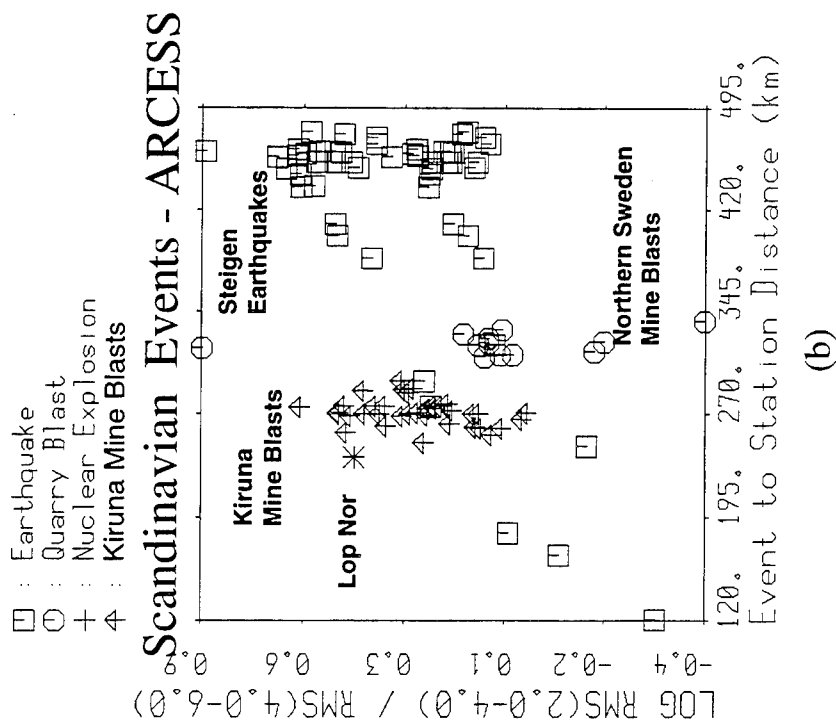 : Earthquake
: Quarry Blast
: Nuclear Explosion
: Kiruna Mine Blasts
Scandinavian Events - ARCESS
LOG RMS(2.0-4.0) / RMS(4.0-6.0)
0.9
0.6
0.3
0.1
-0.2
-0.4
Kiruna
Mine Blasts
Steigen
Earthquakes
Lop Nor
Northern Sweden
Mine Blasts
120. 195. 270. 345. 420. 495.
Event to Station Distance (km)
(b)